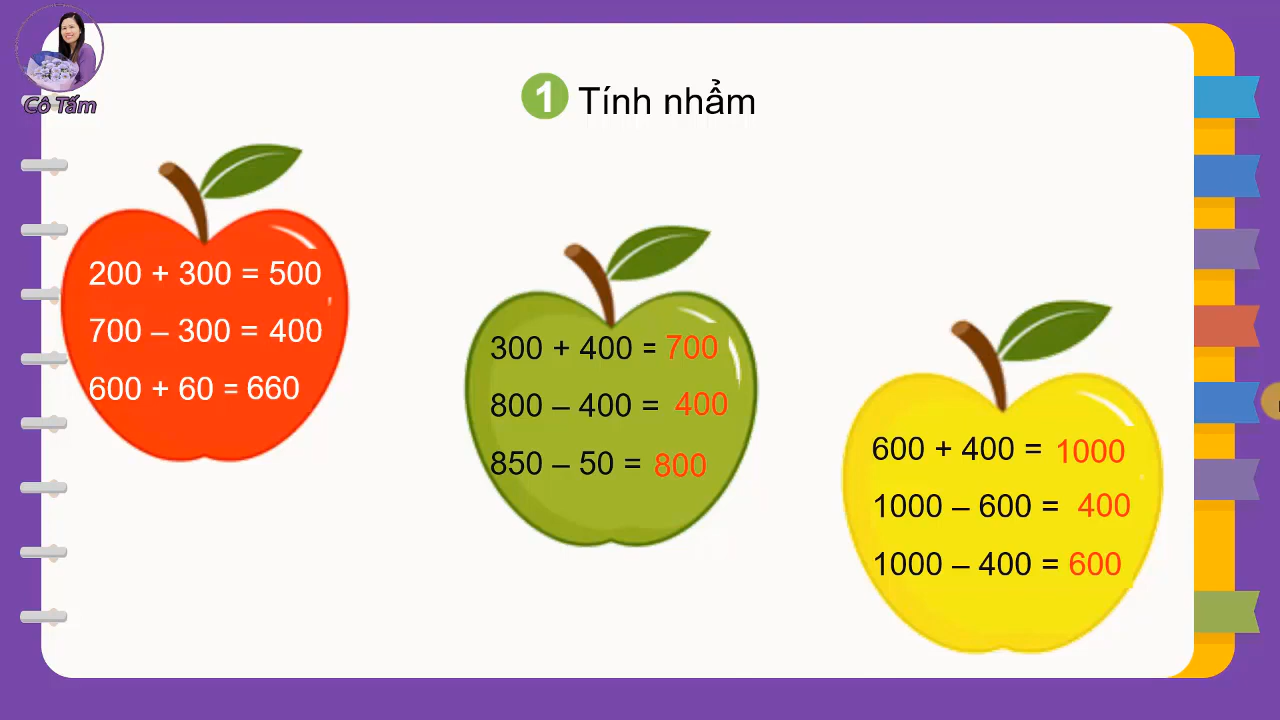 Cô Tấm
1 Tính nhẩm
200 + 300 = 500
700 – 300 = 400
600 + 60 = 660
300 + 400 = 700
800 – 400 = 400
850 – 50 = 800
600 + 400 = 1000
1000 – 600 = 400
1000 – 400 = 600